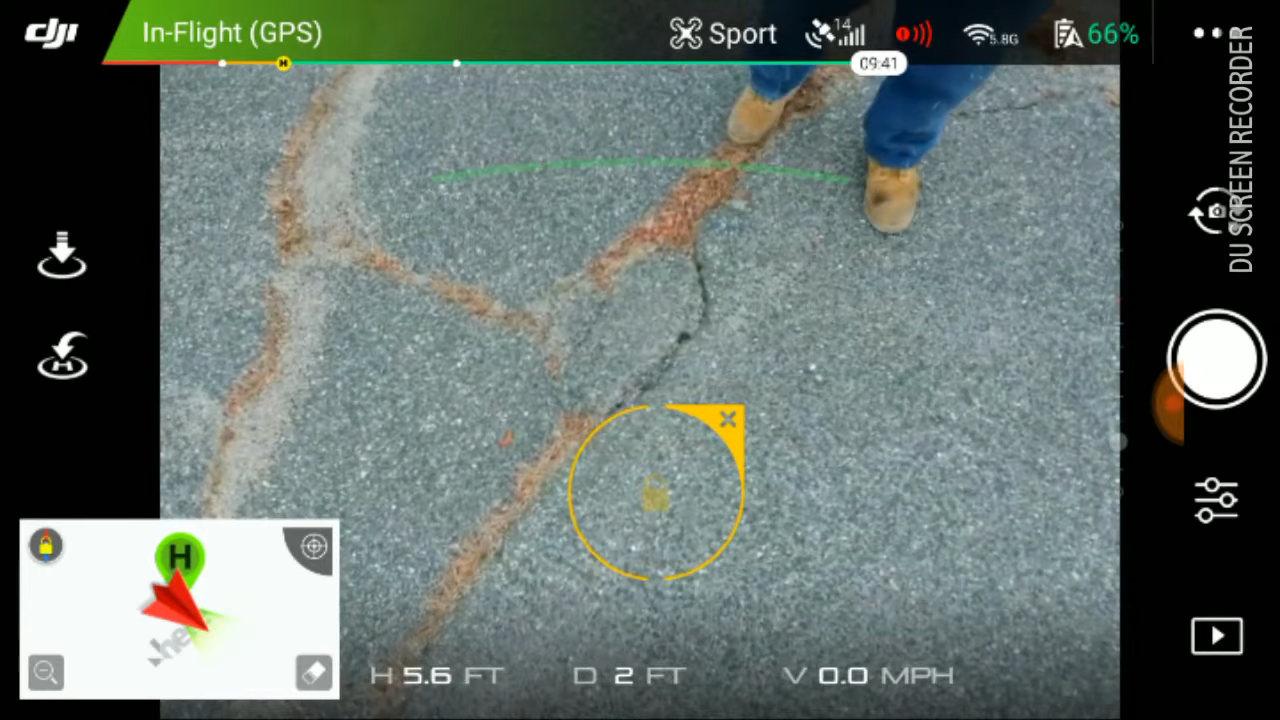 dji In-Flight (GPS) Sport 14 5.8G 66%
H 09:41
DU SCREEN RECORDER
H
H
H 5.6 FT D 2 FT V 0.0 MPH